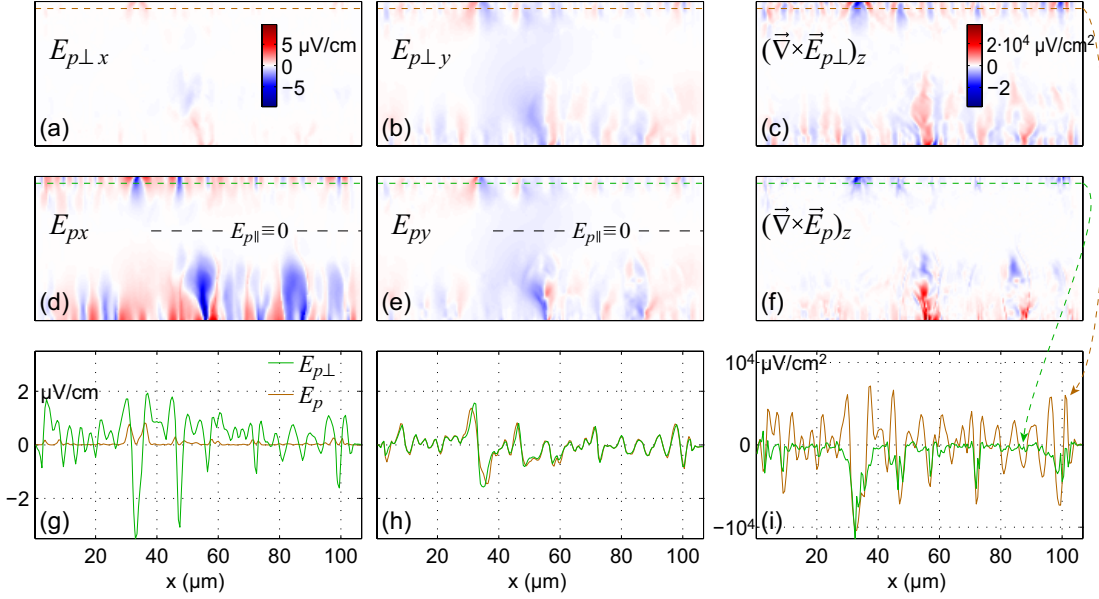 E_{p⊥ x}
5 μV/cm
0
−5
(a)
E_{p⊥ y}
(b)
(∇⃗×E⃗_{p⊥})_z
2·10⁴ μV/cm²
0
−2
(c)
E_{px}
E_{p∥}≡0
(d)
E_{py}
E_{p∥}≡0
(e)
(∇⃗×E⃗_p)_z
(f)
2
μV/cm
0
−2
E_{p⊥}
E_p
(g)
20 40 60 80 100
x (μm)
(h)
20 40 60 80 100
x (μm)
10⁴
μV/cm²
0
−10⁴
(i)
20 40 60 80 100
x (μm)